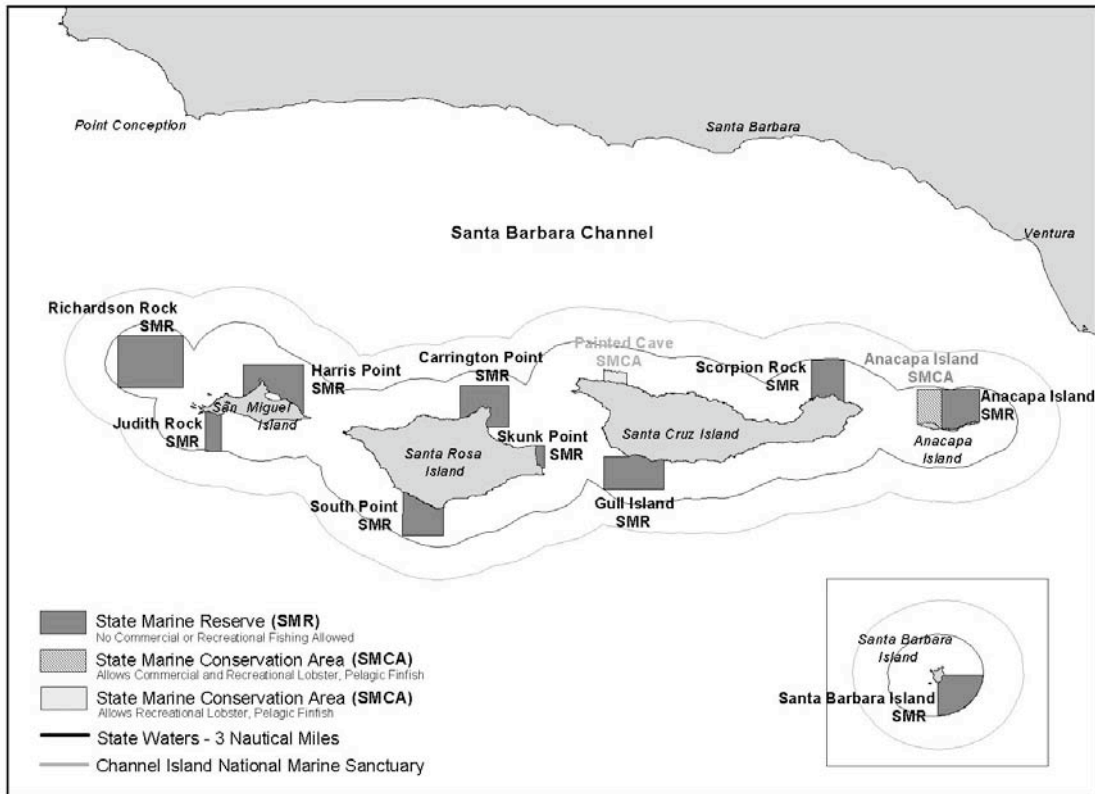 Point Conception
Santa Barbara
Ventura
Santa Barbara Channel
Richardson Rock
SMR
Harris Point
SMR
Carrington Point
SMR
Painted Cave
SMCA
Scorpion Rock
SMR
Anacapa Island
SMCA
Anacapa Island
SMR
Anacapa
Island
San Miguel
Island
Judith Rock
SMR
Skunk Point
SMR
Santa Rosa
Island
Santa Cruz Island
South Point
SMR
Gull Island
SMR
State Marine Reserve (SMR)
No Commercial or Recreational Fishing Allowed
State Marine Conservation Area (SMCA)
Allows Commercial and Recreational Lobster, Pelagic Finfish
State Marine Conservation Area (SMCA)
Allows Recreational Lobster, Pelagic Finfish
State Waters - 3 Nautical Miles
Channel Island National Marine Sanctuary
Santa Barbara
Island
Santa Barbara Island
SMR